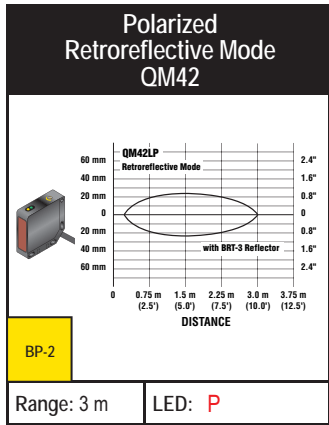 Polarized
Retroreflective Mode
QM42
QM42LP
Retroreflective Mode
60 mm 2.4"
40 mm 1.6"
20 mm 0.8"
0 0
20 mm 0.8"
40 mm with BRT-3 Reflector 1.6"
60 mm 2.4"
0 0.75 m 1.5 m 2.25 m 3.0 m 3.75 m
(2.5') (5.0') (7.5') (10.0') (12.5')
DISTANCE
BP-2
Range: 3 m LED: P